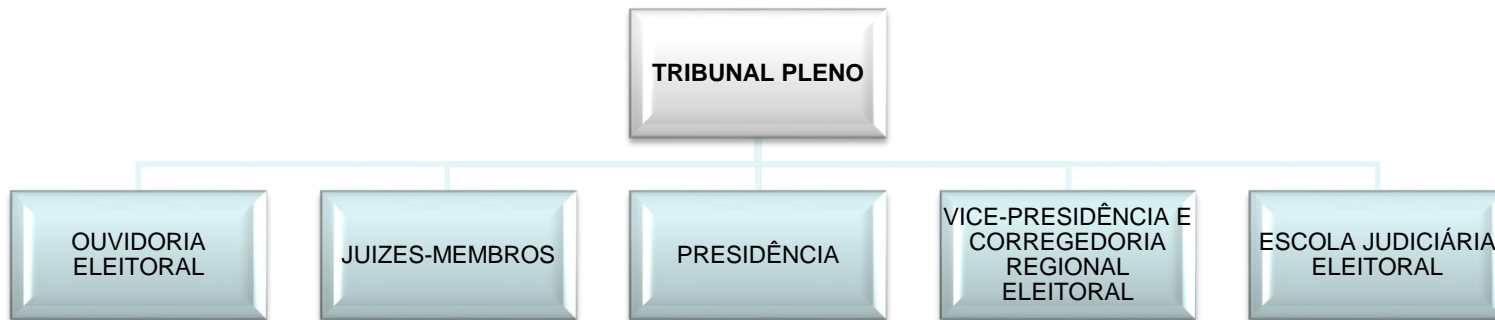 TRIBUNAL PLENO
OUVIDORIA
ELEITORAL
JUIZES-MEMBROS
PRESIDÊNCIA
VICE-PRESIDÊNCIA E
CORREGEDORIA
REGIONAL
ELEITORAL
ESCOLA JUDICIÁRIA
ELEITORAL